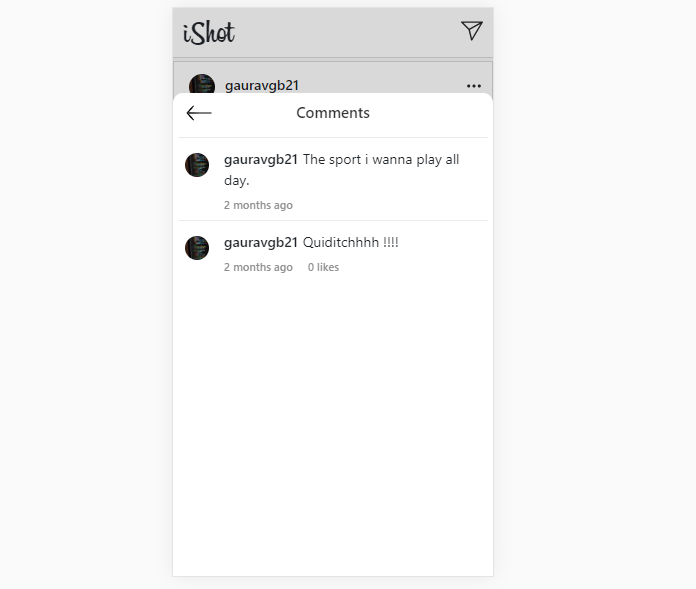 iShot
gauravgb21
Comments
gauravgb21 The sport i wanna play all
day.
2 months ago
gauravgb21 Quiditchhhh !!!!
2 months ago 0 likes